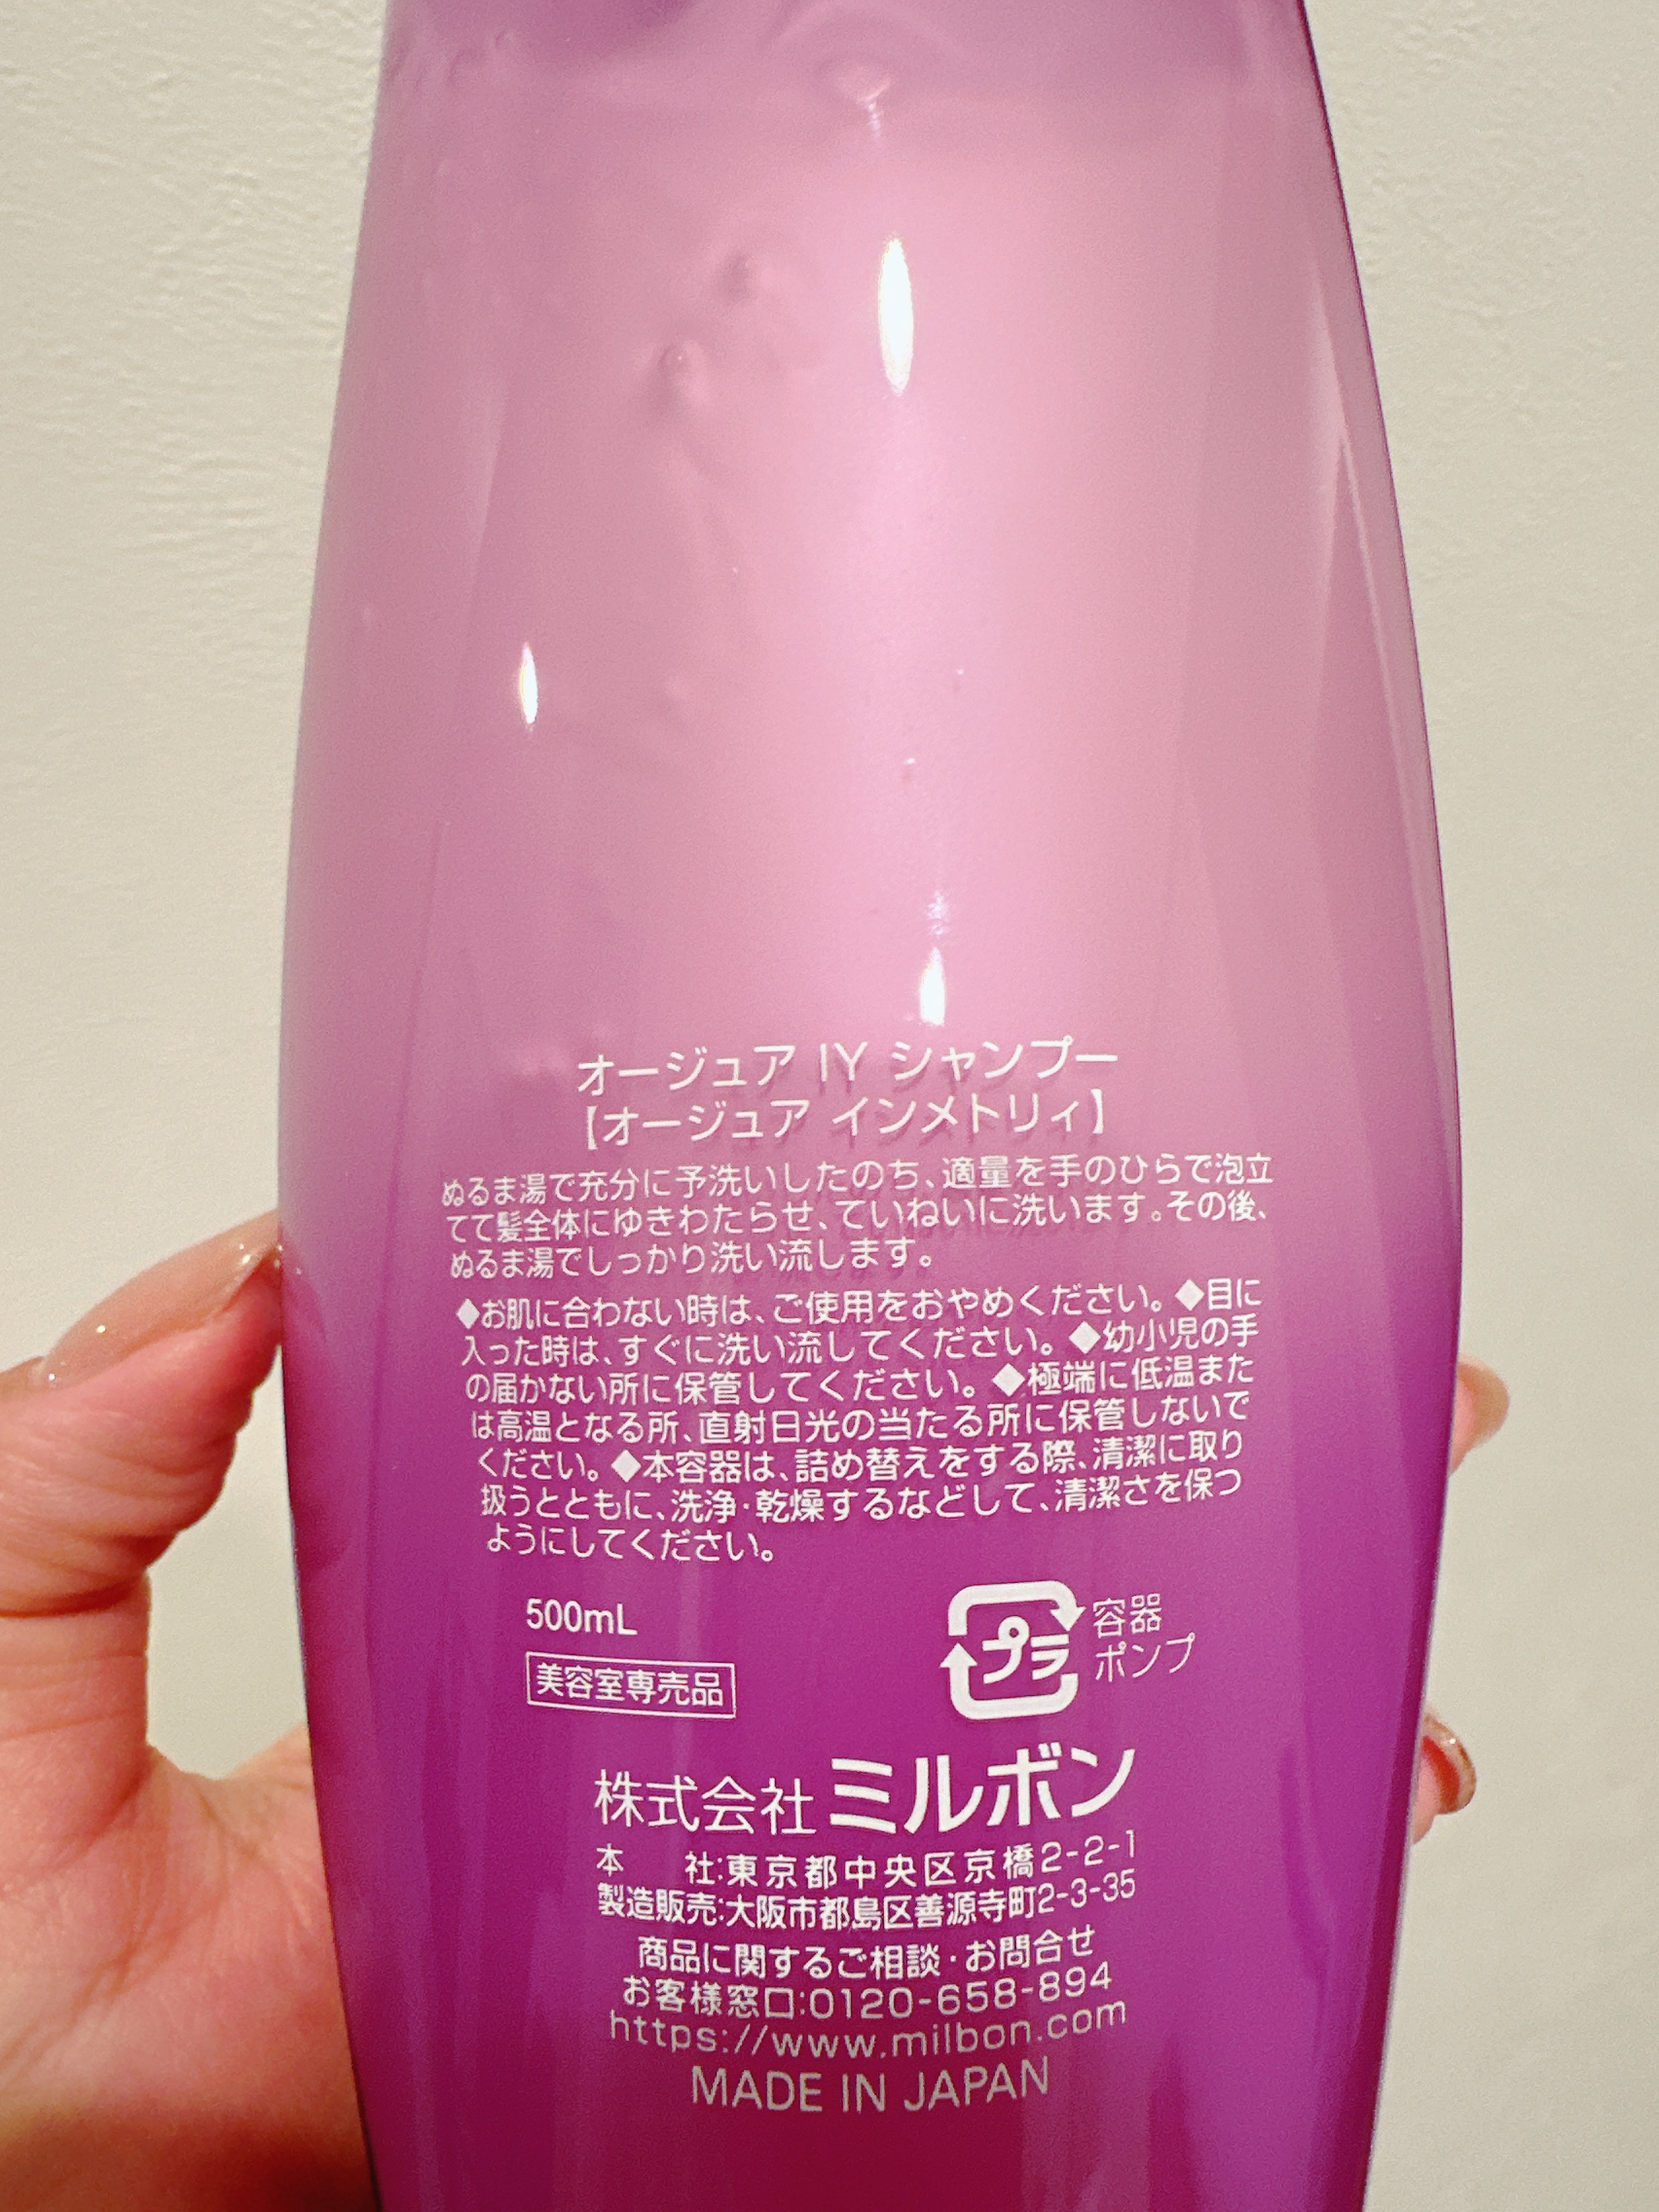 オージュア IY シャンプー
【オージュア インメトリィ】
ぬるま湯で充分に予洗いしたのち、適量を手のひらで泡立
てて髪全体にゆきわたらせ、ていねいに洗います。その後、
ぬるま湯でしっかり洗い流します。
◆お肌に合わない時は、ご使用をおやめください。◆目に
入った時は、すぐに洗い流してください。◆幼小児の手
の届かない所に保管してください。◆極端に低温また
は高温となる所、直射日光の当たる所に保管しないで
ください。◆本容器は、詰め替えをする際、清潔に取り
扱うとともに、洗浄・乾燥するなどして、清潔さを保つ
ようにしてください。
500mL
美容室専売品
プラ
容器
ポンプ
株式会社ミルボン
本　社:東京都中央区京橋2-2-1
製造販売:大阪市都島区善源寺町2-3-35
商品に関するご相談・お問合せ
お客様窓口:0120-658-894
https://www.milbon.com
MADE IN JAPAN